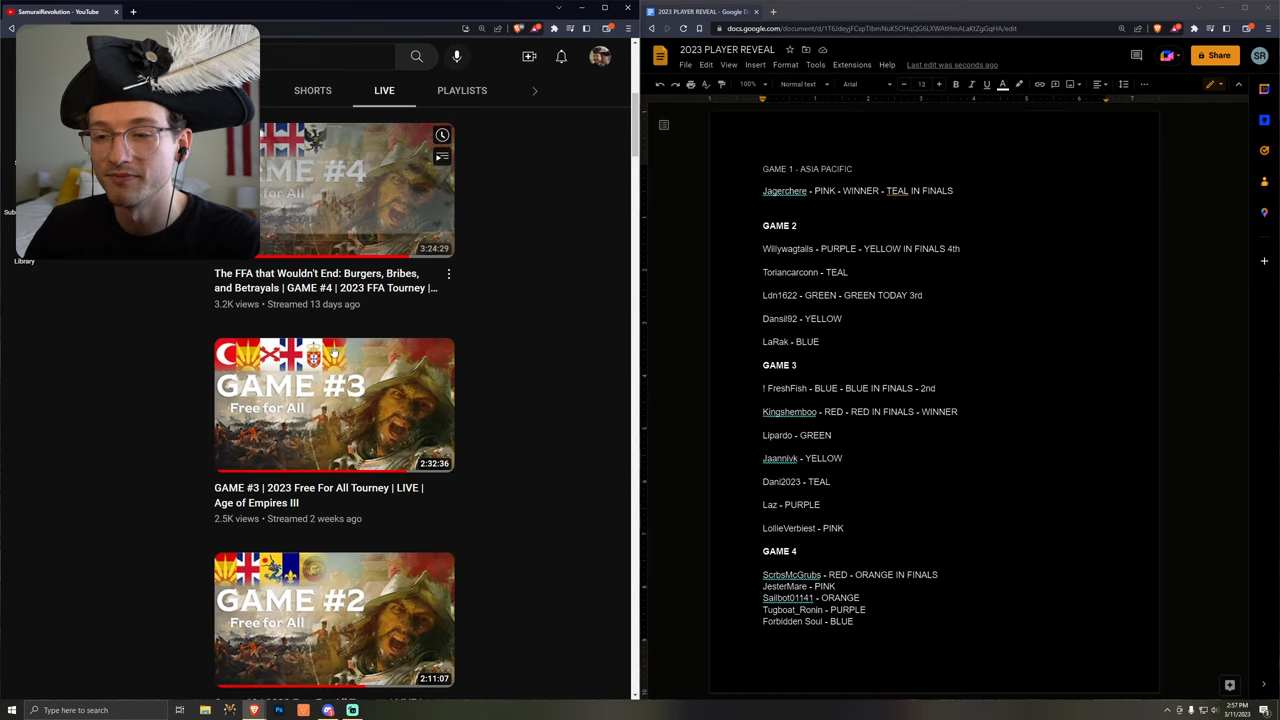 SamuraiRevolution - YouTube
SHORTS
LIVE
PLAYLISTS
GAME #4
3:24:29
Library
The FFA that Wouldn't End: Burgers, Bribes,
and Betrayals | GAME #4 | 2023 FFA Tourney |...
3.2K views • Streamed 13 days ago
GAME #3
Free for All
2:32:36
GAME #3 | 2023 Free For All Tourney | LIVE |
Age of Empires III
2.5K views • Streamed 2 weeks ago
GAME #2
Free for All
2:11:07
Type here to search
2023 PLAYER REVEAL - Google D
2023 PLAYER REVEAL
File Edit View Insert Format Tools Extensions Help Last edit was seconds ago
Share
SR
100% Normal text Arial 12
GAME 1 - ASIA PACIFIC
Jagerchere - PINK - WINNER - TEAL IN FINALS
GAME 2
Willywagtails - PURPLE - YELLOW IN FINALS 4th
Toriancarconn - TEAL
Ldn1622 - GREEN - GREEN TODAY 3rd
Dansil92 - YELLOW
LaRak - BLUE
GAME 3
! FreshFish - BLUE - BLUE IN FINALS - 2nd
Kingshemboo - RED - RED IN FINALS - WINNER
Lipardo - GREEN
Jaannivk - YELLOW
Dani2023 - TEAL
Laz - PURPLE
LollieVerbiest - PINK
GAME 4
ScrbsMcGrubs - RED - ORANGE IN FINALS
JesterMare - PINK
Sailbot01141 - ORANGE
Tugboat_Ronin - PURPLE
Forbidden Soul - BLUE
2:57 PM
3/11/2023